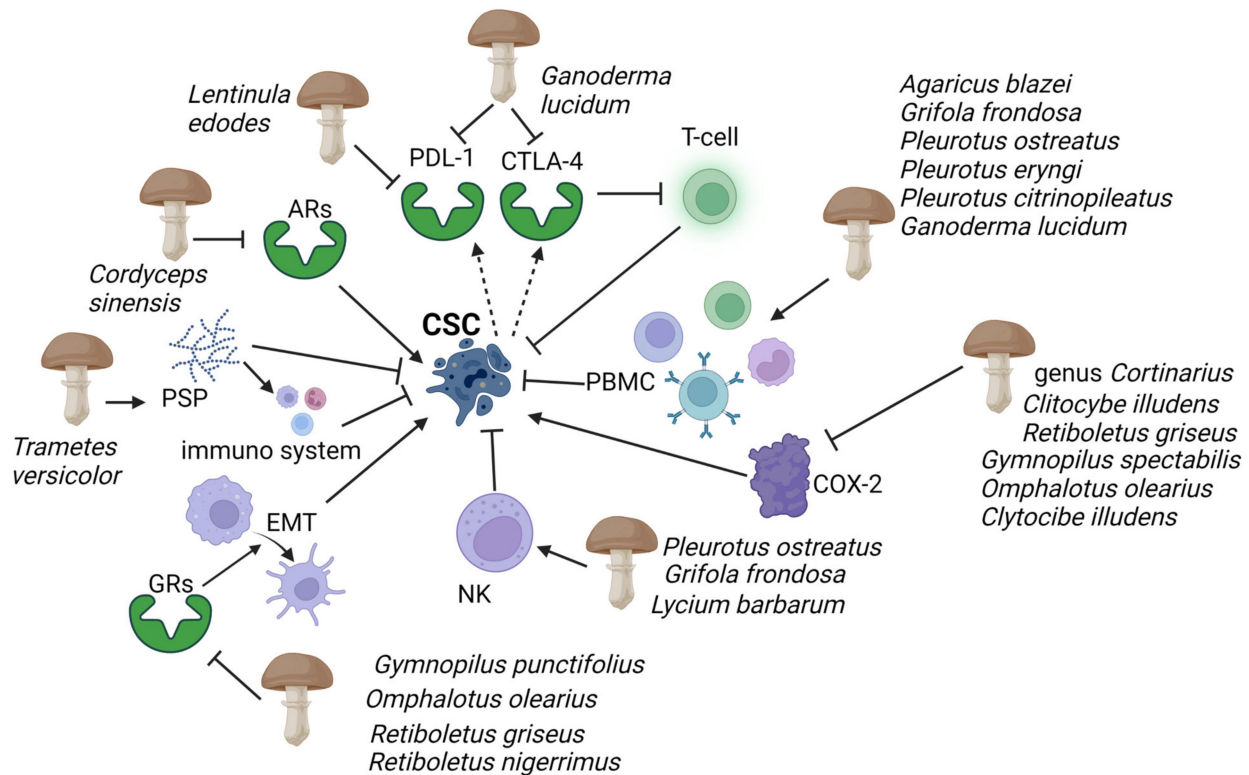 Lentinula
edodes
Ganoderma
lucidum
PDL-1
CTLA-4
T-cell
Agaricus blazei
Grifola frondosa
Pleurotus ostreatus
Pleurotus eryngi
Pleurotus citrinopileatus
Ganoderma lucidum
ARs
Cordyceps
sinensis
CSC
PBMC
PSP
Trametes
versicolor
immuno system
genus Cortinarius
Clitocybe illudens
Retiboletus griseus
Gymnopilus spectabilis
Omphalotus olearius
Clytocibe illudens
COX-2
EMT
GRs
NK
Pleurotus ostreatus
Grifola frondosa
Lycium barbarum
Gymnopilus punctifolius
Omphalotus olearius
Retiboletus griseus
Retiboletus nigerrimus